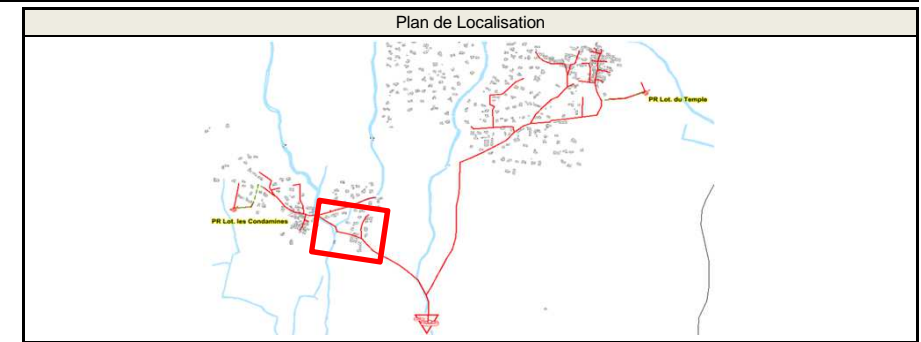 Plan de Localisation
PR Lot. du Temple
PR Lot. les Condamines